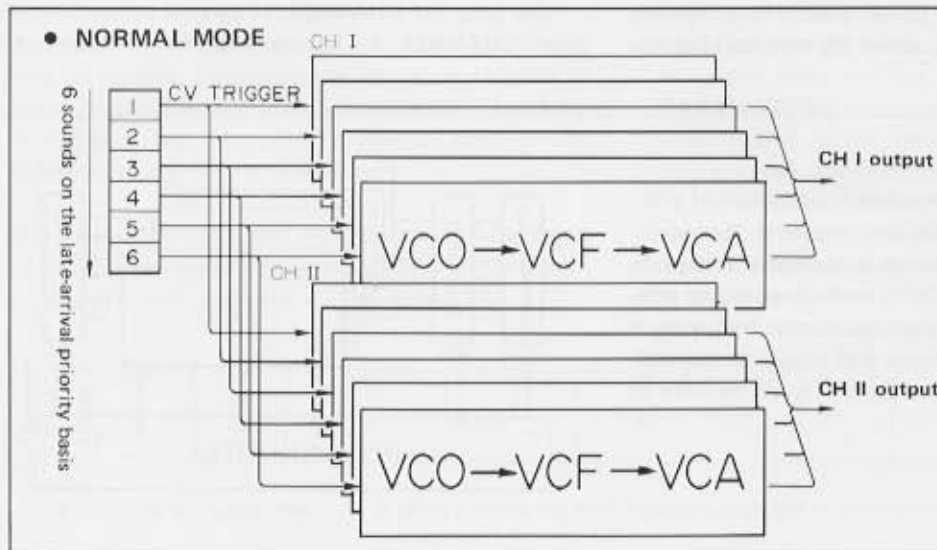 ● NORMAL MODE
CH I
6 sounds on the late-arrival priority basis
1
CV TRIGGER
2
3
4
5
6
VCO → VCF → VCA
CH I output
CH II
VCO → VCF → VCA
CH II output